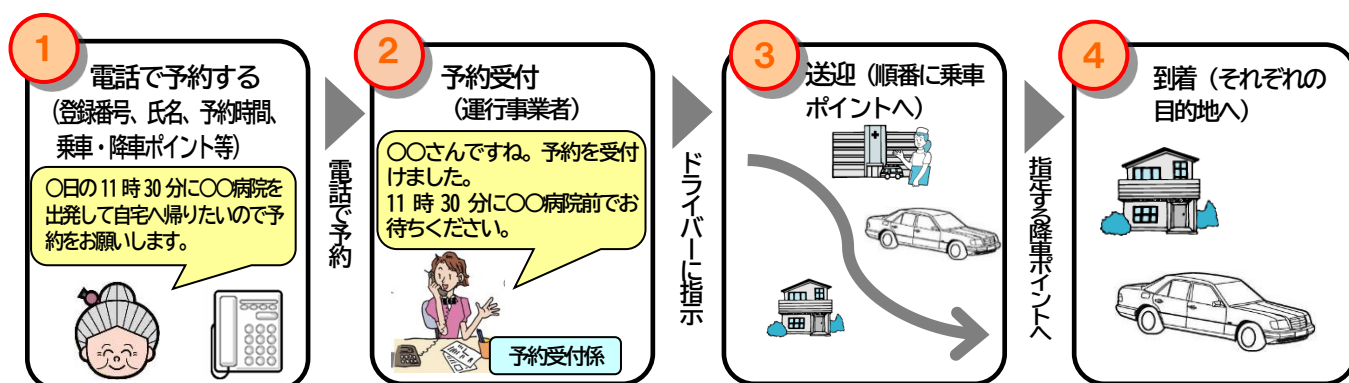 1
電話で予約する
(登録番号、氏名、予約時間、
乗車・降車ポイント等)
〇日の11時30分に〇〇病院を
出発して自宅へ帰りたいので予
約をお願いします。
電話で予約
2
予約受付
(運行事業者)
〇〇さんですね。予約を受付
けました。
11時30分に〇〇病院前でお
待ちください。
予約受付係
ドライバーに指示
3
送迎(順番に乗車
ポイントへ)
指定する降車ポイントへ
4
到着(それぞれの
目的地へ)